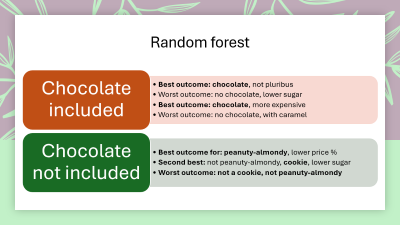 Random forest
Chocolate
included
• Best outcome: chocolate, not pluribus
• Worst outcome: no chocolate, lower sugar
• Best outcome: chocolate, more expensive
• Worst outcome: no chocolate, with caramel
Chocolate
not included
• Best outcome for: peanuty-almondy, lower price %
• Second best: not peanuty-almondy, cookie, lower sugar
• Worst outcome: not a cookie, not peanuty-almondy